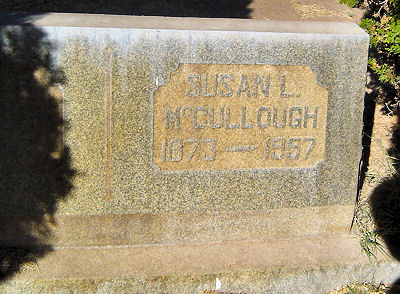 SUSAN L.
McCULLOUGH
1873 — 1957